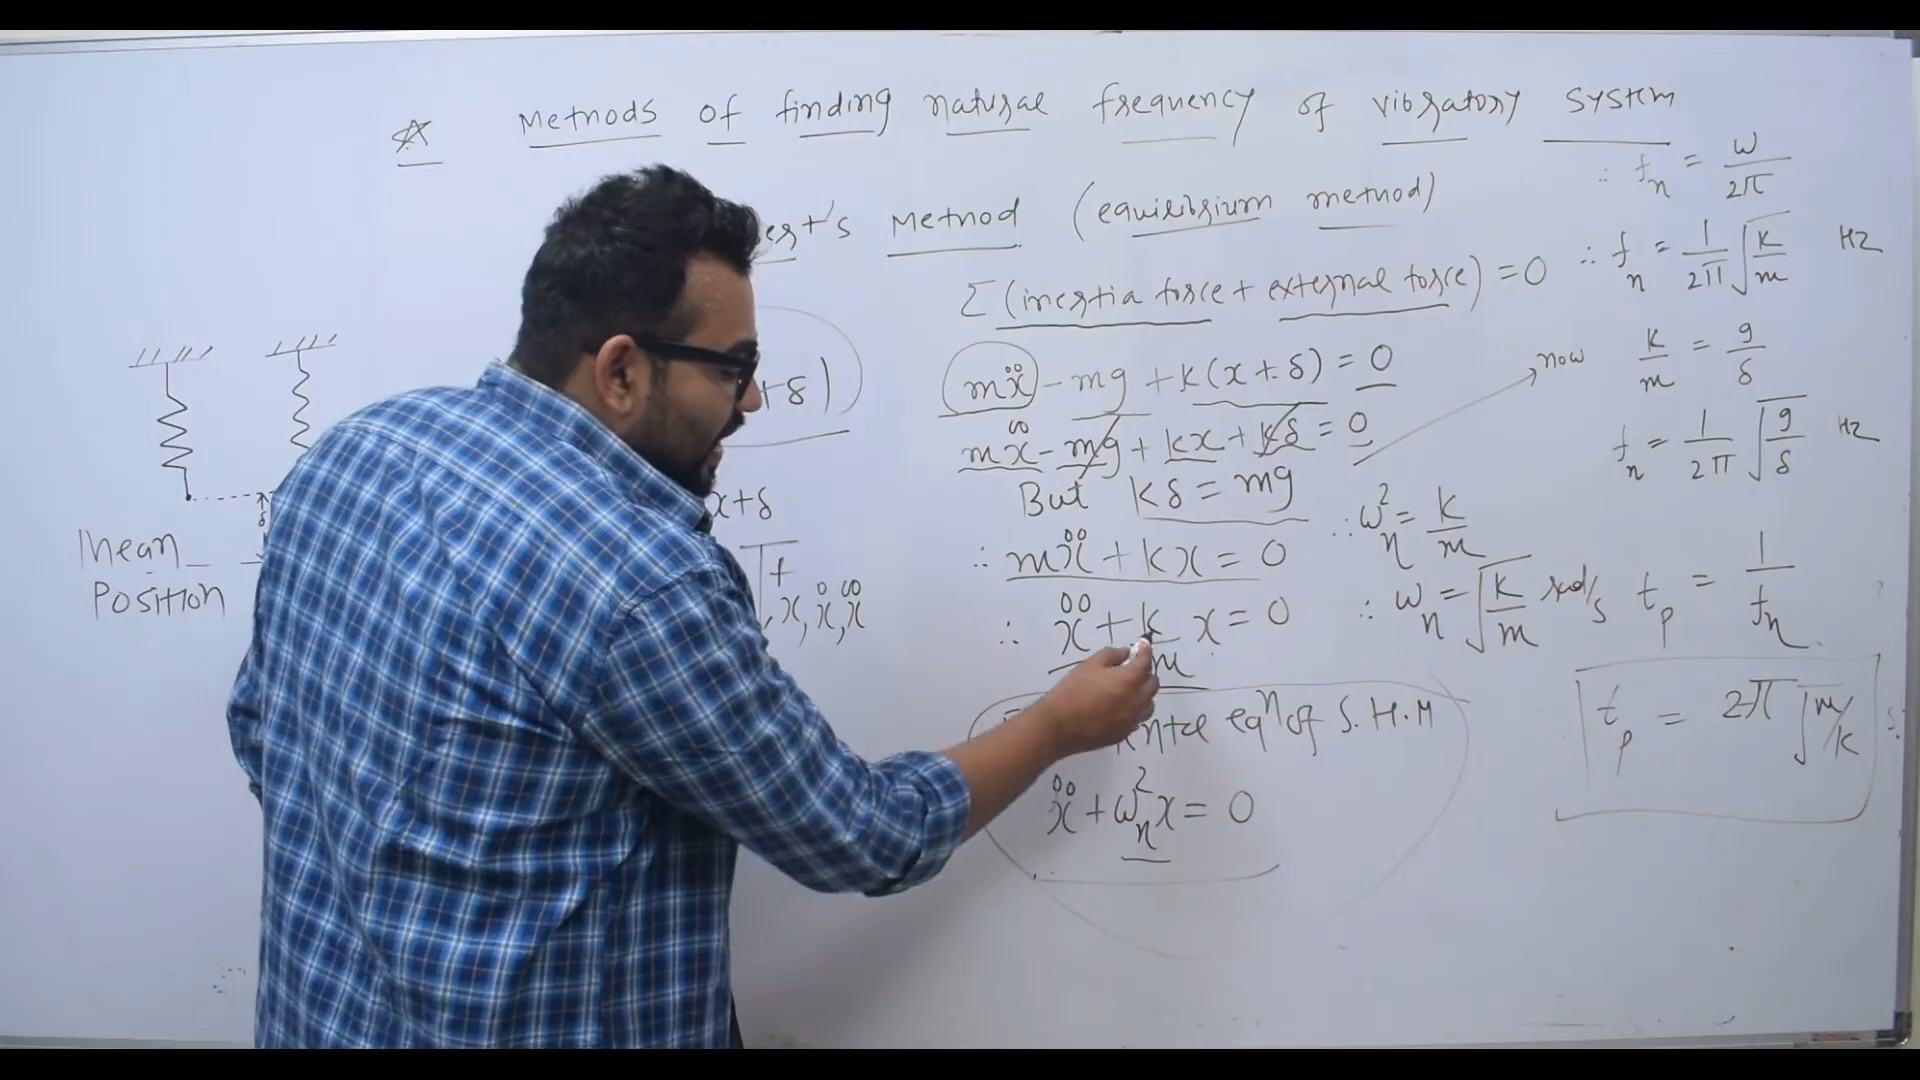 Methods of finding natural frequency of vibratory system
ert's Method (equilibrium method)
Σ(inertia force + external force) = 0
+δ)
mẍ - mg + k(x + δ) = 0
mẍ - mg + kx + kδ = 0
But kδ = mg
∴ mẍ + kx = 0
∴ ẍ + k/m x = 0
eqⁿ of S.H.M
ẍ + ωn² x = 0
∴ ωn² = k/m
∴ ωn = √(k/m) rad/s
∴ fn = ω/2π
∴ fn = 1/2π √(k/m) Hz
now k/m = g/δ
fn = 1/2π √(g/δ) Hz
tp = 1/fn
tp = 2π √(m/k) s.
δ
Mean
Position
x+δ
+
x, ẋ, ẍ